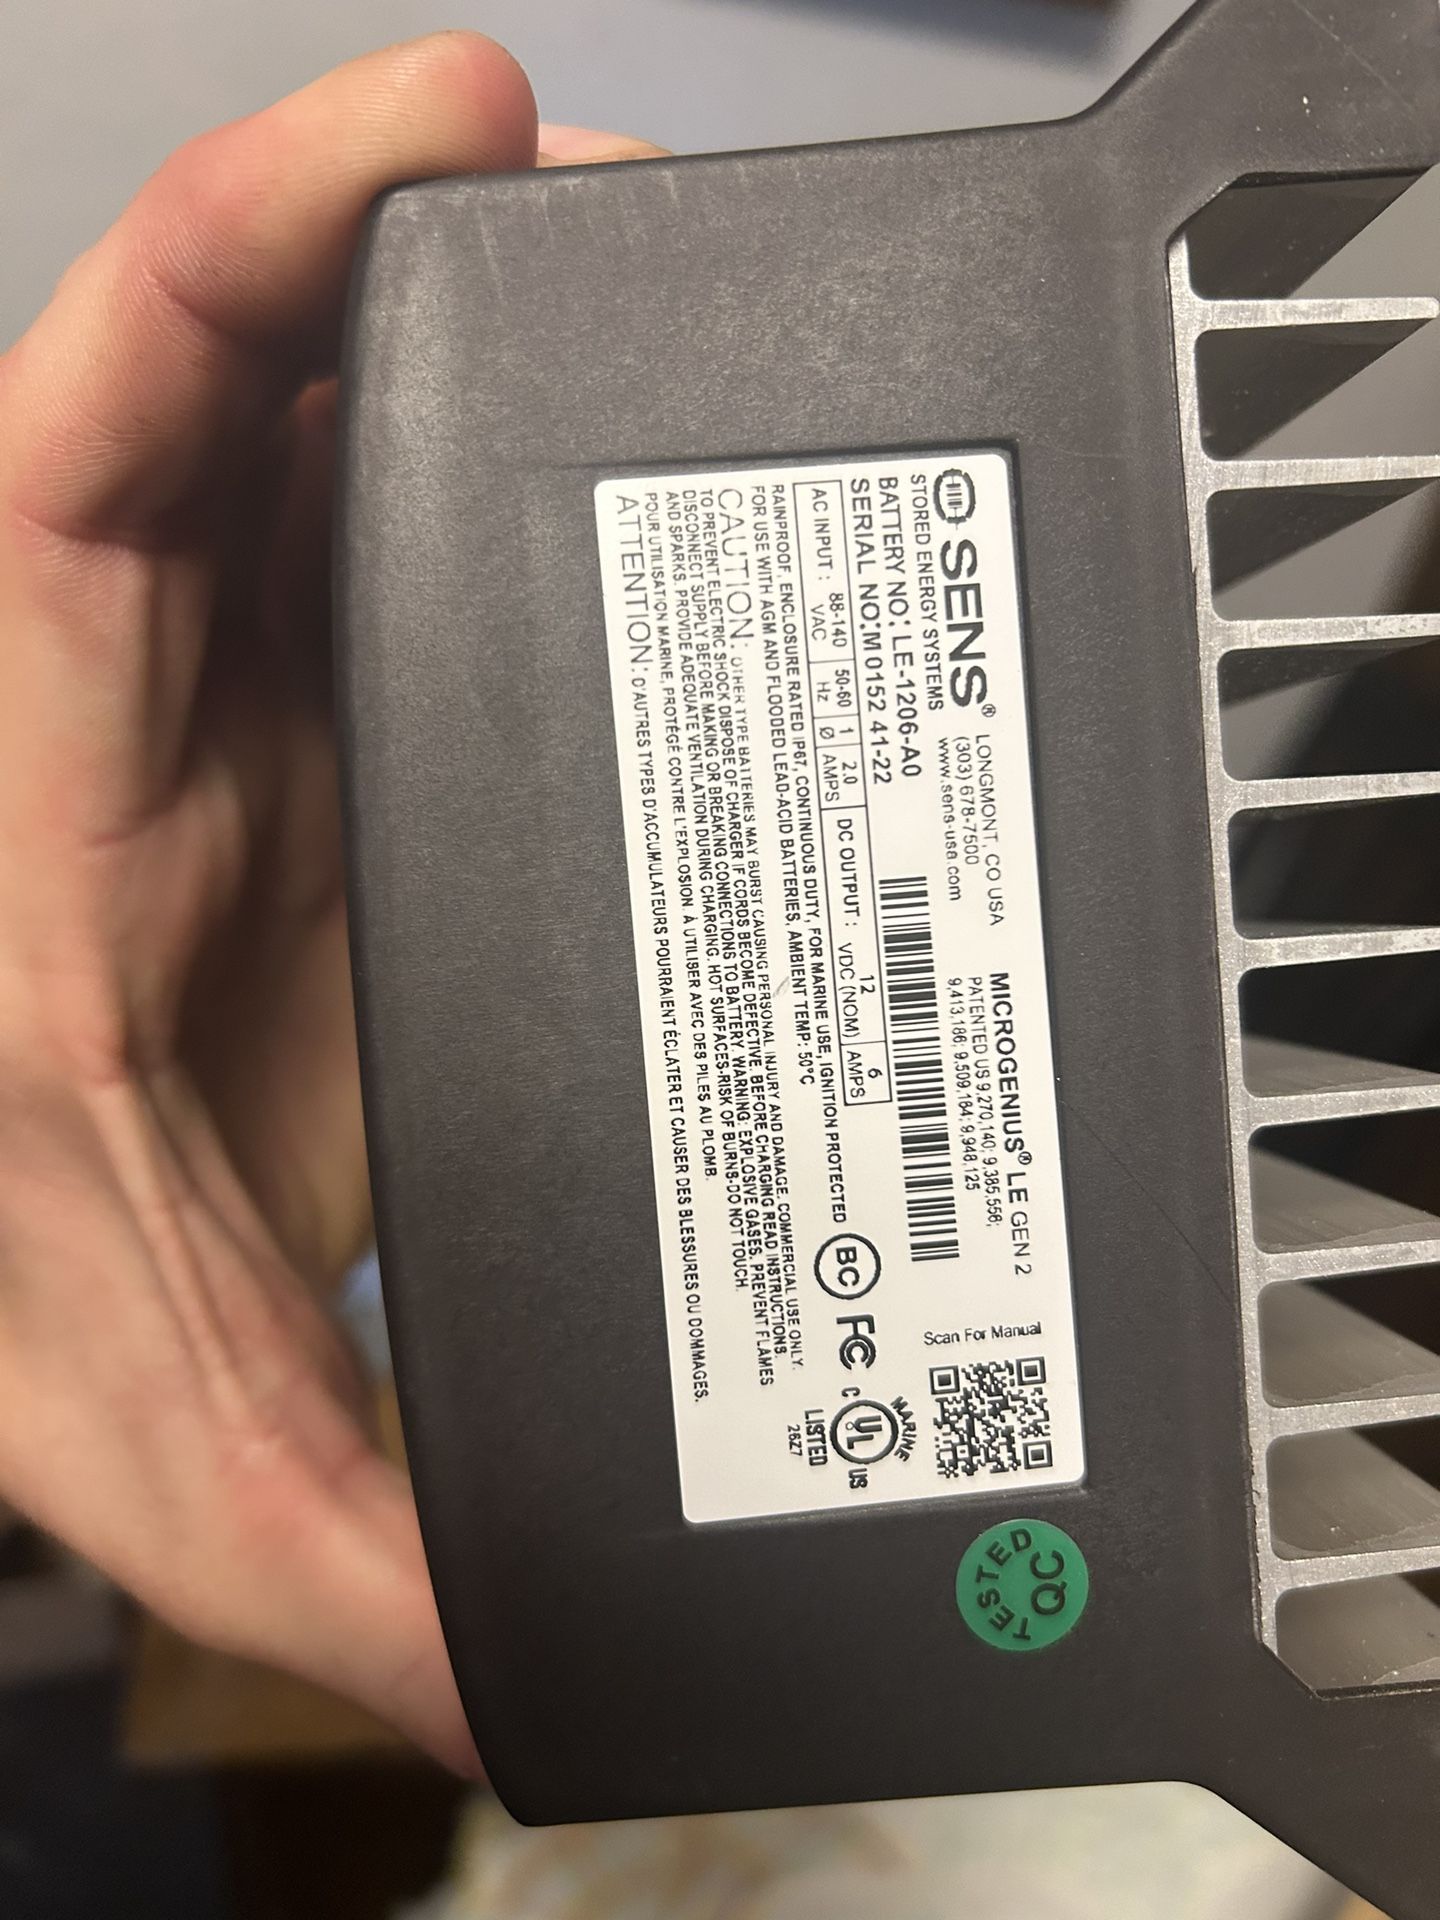 SENS®
STORED ENERGY SYSTEMS
LONGMONT, CO USA
(303) 678-7500
www.sens-usa.com
MICROGENIUS® LE GEN 2
PATENTED US 9,270,140; 9,385,556;
9,413,186; 9,509,164; 9,948,125
Scan For Manual
BATTERY NO: LE-1206-A0
SERIAL NO:M0152 41-22
AC INPUT : 88-140 VAC 50-60 Hz 1 Ø 2.0 AMPS DC OUTPUT : 12 VDC (NOM) 6 AMPS
RAINPROOF, ENCLOSURE RATED IP67, CONTINUOUS DUTY, FOR MARINE USE, IGNITION PROTECTED
FOR USE WITH AGM AND FLOODED LEAD-ACID BATTERIES, AMBIENT TEMP: 50°C
CAUTION: OTHER TYPE BATTERIES MAY BURST CAUSING PERSONAL INJURY AND DAMAGE. COMMERCIAL USE ONLY.
TO PREVENT ELECTRIC SHOCK DISPOSE OF CHARGER IF CORDS BECOME DEFECTIVE. BEFORE CHARGING READ INSTRUCTIONS.
DISCONNECT SUPPLY BEFORE MAKING OR BREAKING CONNECTIONS TO BATTERY. WARNING: EXPLOSIVE GASES. PREVENT FLAMES
AND SPARKS. PROVIDE ADEQUATE VENTILATION DURING CHARGING. HOT SURFACES-RISK OF BURNS-DO NOT TOUCH.
POUR UTILISATION MARINE, PROTÉGÉ CONTRE L'EXPLOSION. À UTILISER AVEC DES PILES AU PLOMB.
ATTENTION: D'AUTRES TYPES D'ACCUMULATEURS POURRAIENT ÉCLATER ET CAUSER DES BLESSURES OU DOMMAGES.
BC
FC
MARINE
C UL US
LISTED
26Z7
QC
TESTED